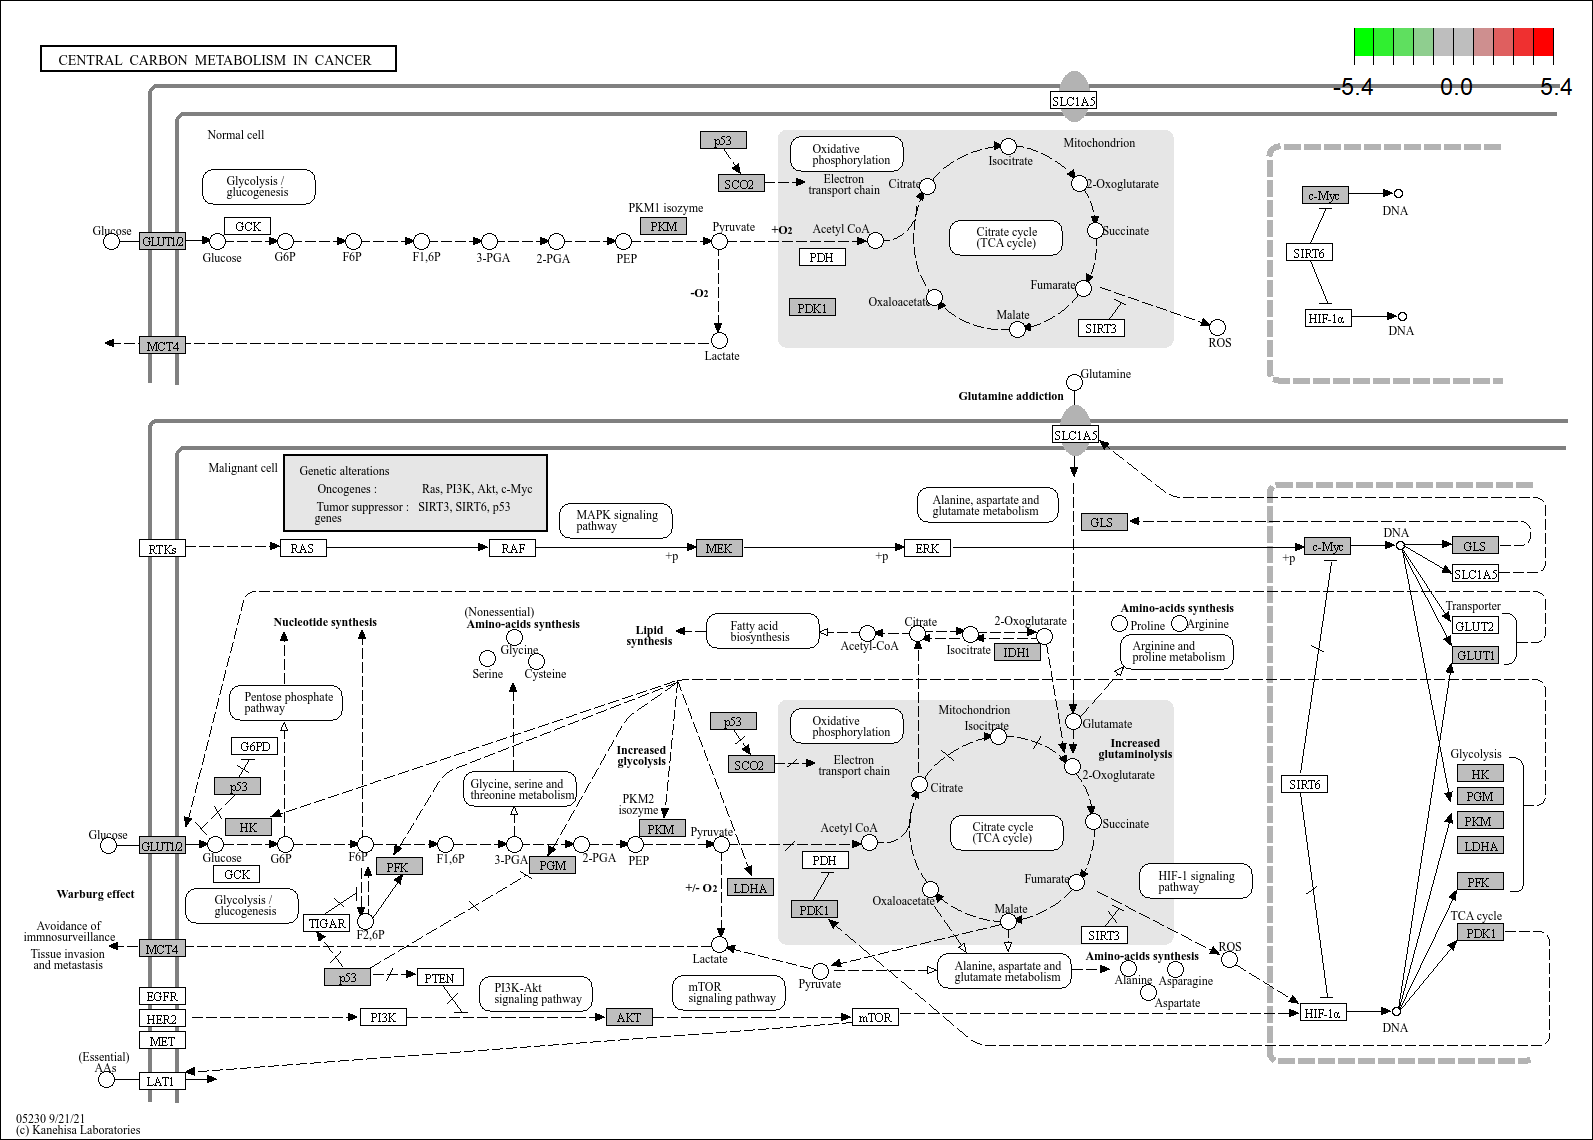 CENTRAL CARBON METABOLISM IN CANCER
-5.4 0.0 5.4
SLC1A5
Normal cell
Glycolysis /
glucogenesis
p53
SCO2
Oxidative
phosphorylation
Electron
transport chain
Mitochondrion
Isocitrate
Citrate
2-Oxoglutarate
c-Myc
DNA
Glucose
GLUT1/2
GCK
Glucose
G6P
F6P
F1,6P
3-PGA
2-PGA
PEP
PKM1 isozyme
PKM
Pyruvate
+O2
Acetyl CoA
PDH
Citrate cycle
(TCA cycle)
Succinate
SIRT6
-O2
PDK1
Oxaloacetate
Fumarate
Malate
SIRT3
ROS
HIF-1α
DNA
MCT4
Lactate
Glutamine
Glutamine addiction
SLC1A5
Malignant cell
Genetic alterations
Oncogenes : Ras, PI3K, Akt, c-Myc
Tumor suppressor : SIRT3, SIRT6, p53
genes
MAPK signaling
pathway
Alanine, aspartate and
glutamate metabolism
GLS
RTKs
RAS
RAF
+p
MEK
+p
ERK
+p
c-Myc
DNA
GLS
SLC1A5
Transporter
GLUT2
GLUT1
Nucleotide synthesis
(Nonessential)
Amino-acids synthesis
Glycine
Serine
Cysteine
Lipid
synthesis
Fatty acid
biosynthesis
Acetyl-CoA
Citrate
Isocitrate
2-Oxoglutarate
IDH1
Amino-acids synthesis
Proline
Arginine
Arginine and
proline metabolism
Pentose phosphate
pathway
G6PD
p53
HK
Glycine, serine and
threonine metabolism
Increased
glycolysis
PKM2
isozyme
PKM
p53
SCO2
Oxidative
phosphorylation
Electron
transport chain
Mitochondrion
Isocitrate
Glutamate
Increased
glutaminolysis
2-Oxoglutarate
Citrate
Citrate cycle
(TCA cycle)
Succinate
SIRT6
Glycolysis
HK
PGM
PKM
LDHA
PFK
TCA cycle
PDK1
Glucose
GLUT1/2
Glucose
GCK
G6P
F6P
PFK
F1,6P
3-PGA
PGM
2-PGA
PEP
Pyruvate
Acetyl CoA
PDH
PDK1
Warburg effect
Glycolysis /
glucogenesis
TIGAR
F2,6P
+/- O2
LDHA
Oxaloacetate
Fumarate
Malate
SIRT3
HIF-1 signaling
pathway
Avoidance of
immnosurveillance
Tissue invasion
and metastasis
MCT4
Lactate
Pyruvate
Alanine, aspartate and
glutamate metabolism
Amino-acids synthesis
Alanine
Asparagine
Aspartate
ROS
p53
PTEN
PI3K-Akt
signaling pathway
mTOR
signaling pathway
EGFR
HER2
MET
PI3K
AKT
mTOR
HIF-1α
DNA
(Essential)
AAs
LAT1
05230 9/21/21
(c) Kanehisa Laboratories